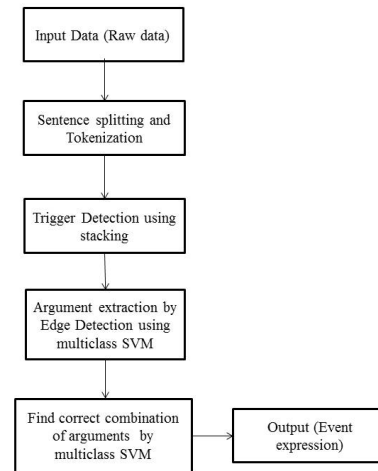 Input Data (Raw data)
Sentence splitting and
Tokenization
Trigger Detection using
stacking
Argument extraction by
Edge Detection using
multiclass SVM
Find correct combination
of arguments by
multiclass SVM
Output (Event
expression)